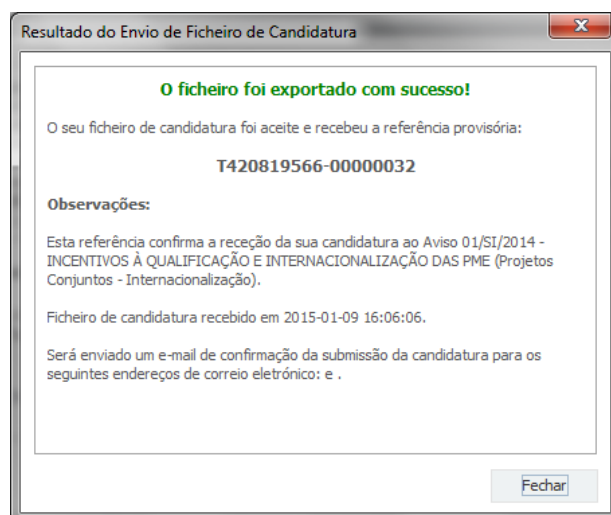 Resultado do Envio de Ficheiro de Candidatura
O ficheiro foi exportado com sucesso!
O seu ficheiro de candidatura foi aceite e recebeu a referência provisória:
T420819566-00000032
Observações:
Esta referência confirma a receção da sua candidatura ao Aviso 01/SI/2014 -
INCENTIVOS À QUALIFICAÇÃO E INTERNACIONALIZAÇÃO DAS PME (Projetos
Conjuntos - Internacionalização).
Ficheiro de candidatura recebido em 2015-01-09 16:06:06.
Será enviado um e-mail de confirmação da submissão da candidatura para os
seguintes endereços de correio eletrónico: e .
Fechar